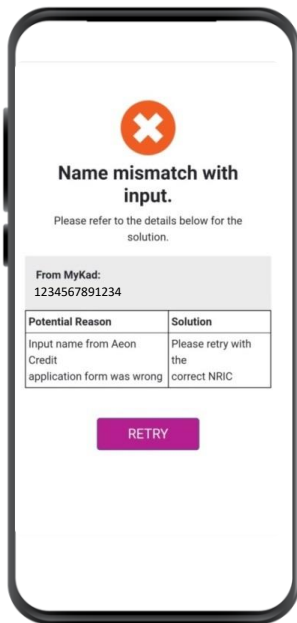 Name mismatch with
input.
Please refer to the details below for the
solution.
From MyKad:
1234567891234
Potential Reason
Solution
Input name from Aeon
Credit
application form was wrong
Please retry with
the
correct NRIC
RETRY